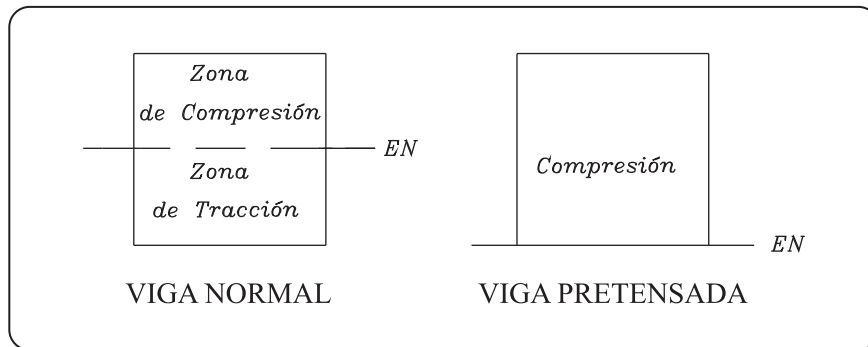 Zona
de Compresión
EN
Zona
de Tracción
VIGA NORMAL
Compresión
EN
VIGA PRETENSADA